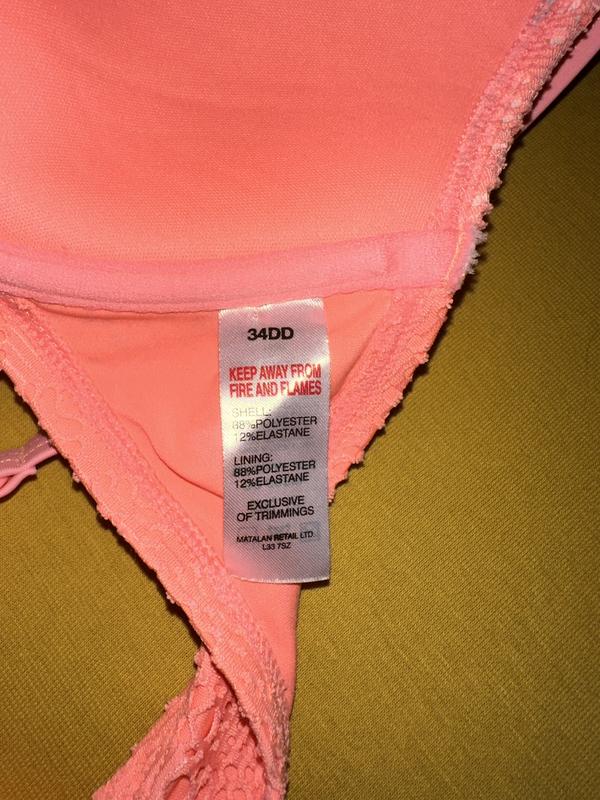 34DD
KEEP AWAY FROM
FIRE AND FLAMES
SHELL:
88%POLYESTER
12%ELASTANE
LINING:
88%POLYESTER
12%ELASTANE
EXCLUSIVE
OF TRIMMINGS
MATALAN RETAIL LTD.
L33 7SZ